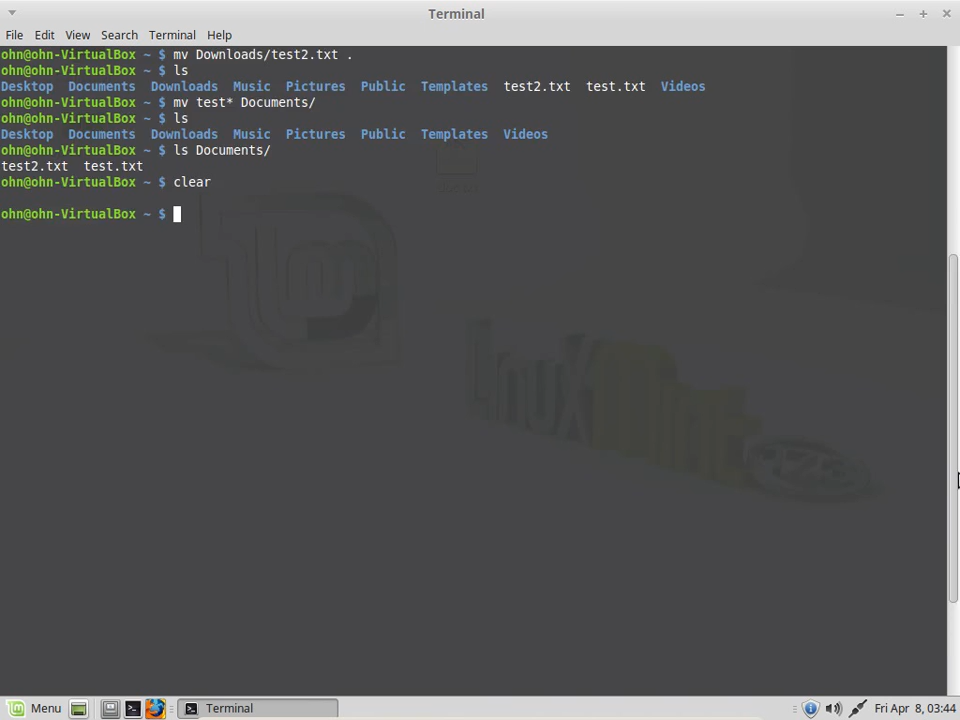 Terminal
File Edit View Search Terminal Help
ohn@ohn-VirtualBox ~ $ mv Downloads/test2.txt .
ohn@ohn-VirtualBox ~ $ ls
Desktop Documents Downloads Music Pictures Public Templates test2.txt test.txt Videos
ohn@ohn-VirtualBox ~ $ mv test* Documents/
ohn@ohn-VirtualBox ~ $ ls
Desktop Documents Downloads Music Pictures Public Templates Videos
ohn@ohn-VirtualBox ~ $ ls Documents/
test2.txt test.txt
ohn@ohn-VirtualBox ~ $ clear
ohn@ohn-VirtualBox ~ $
LinuxMint
Menu Terminal Fri Apr 8, 03:44